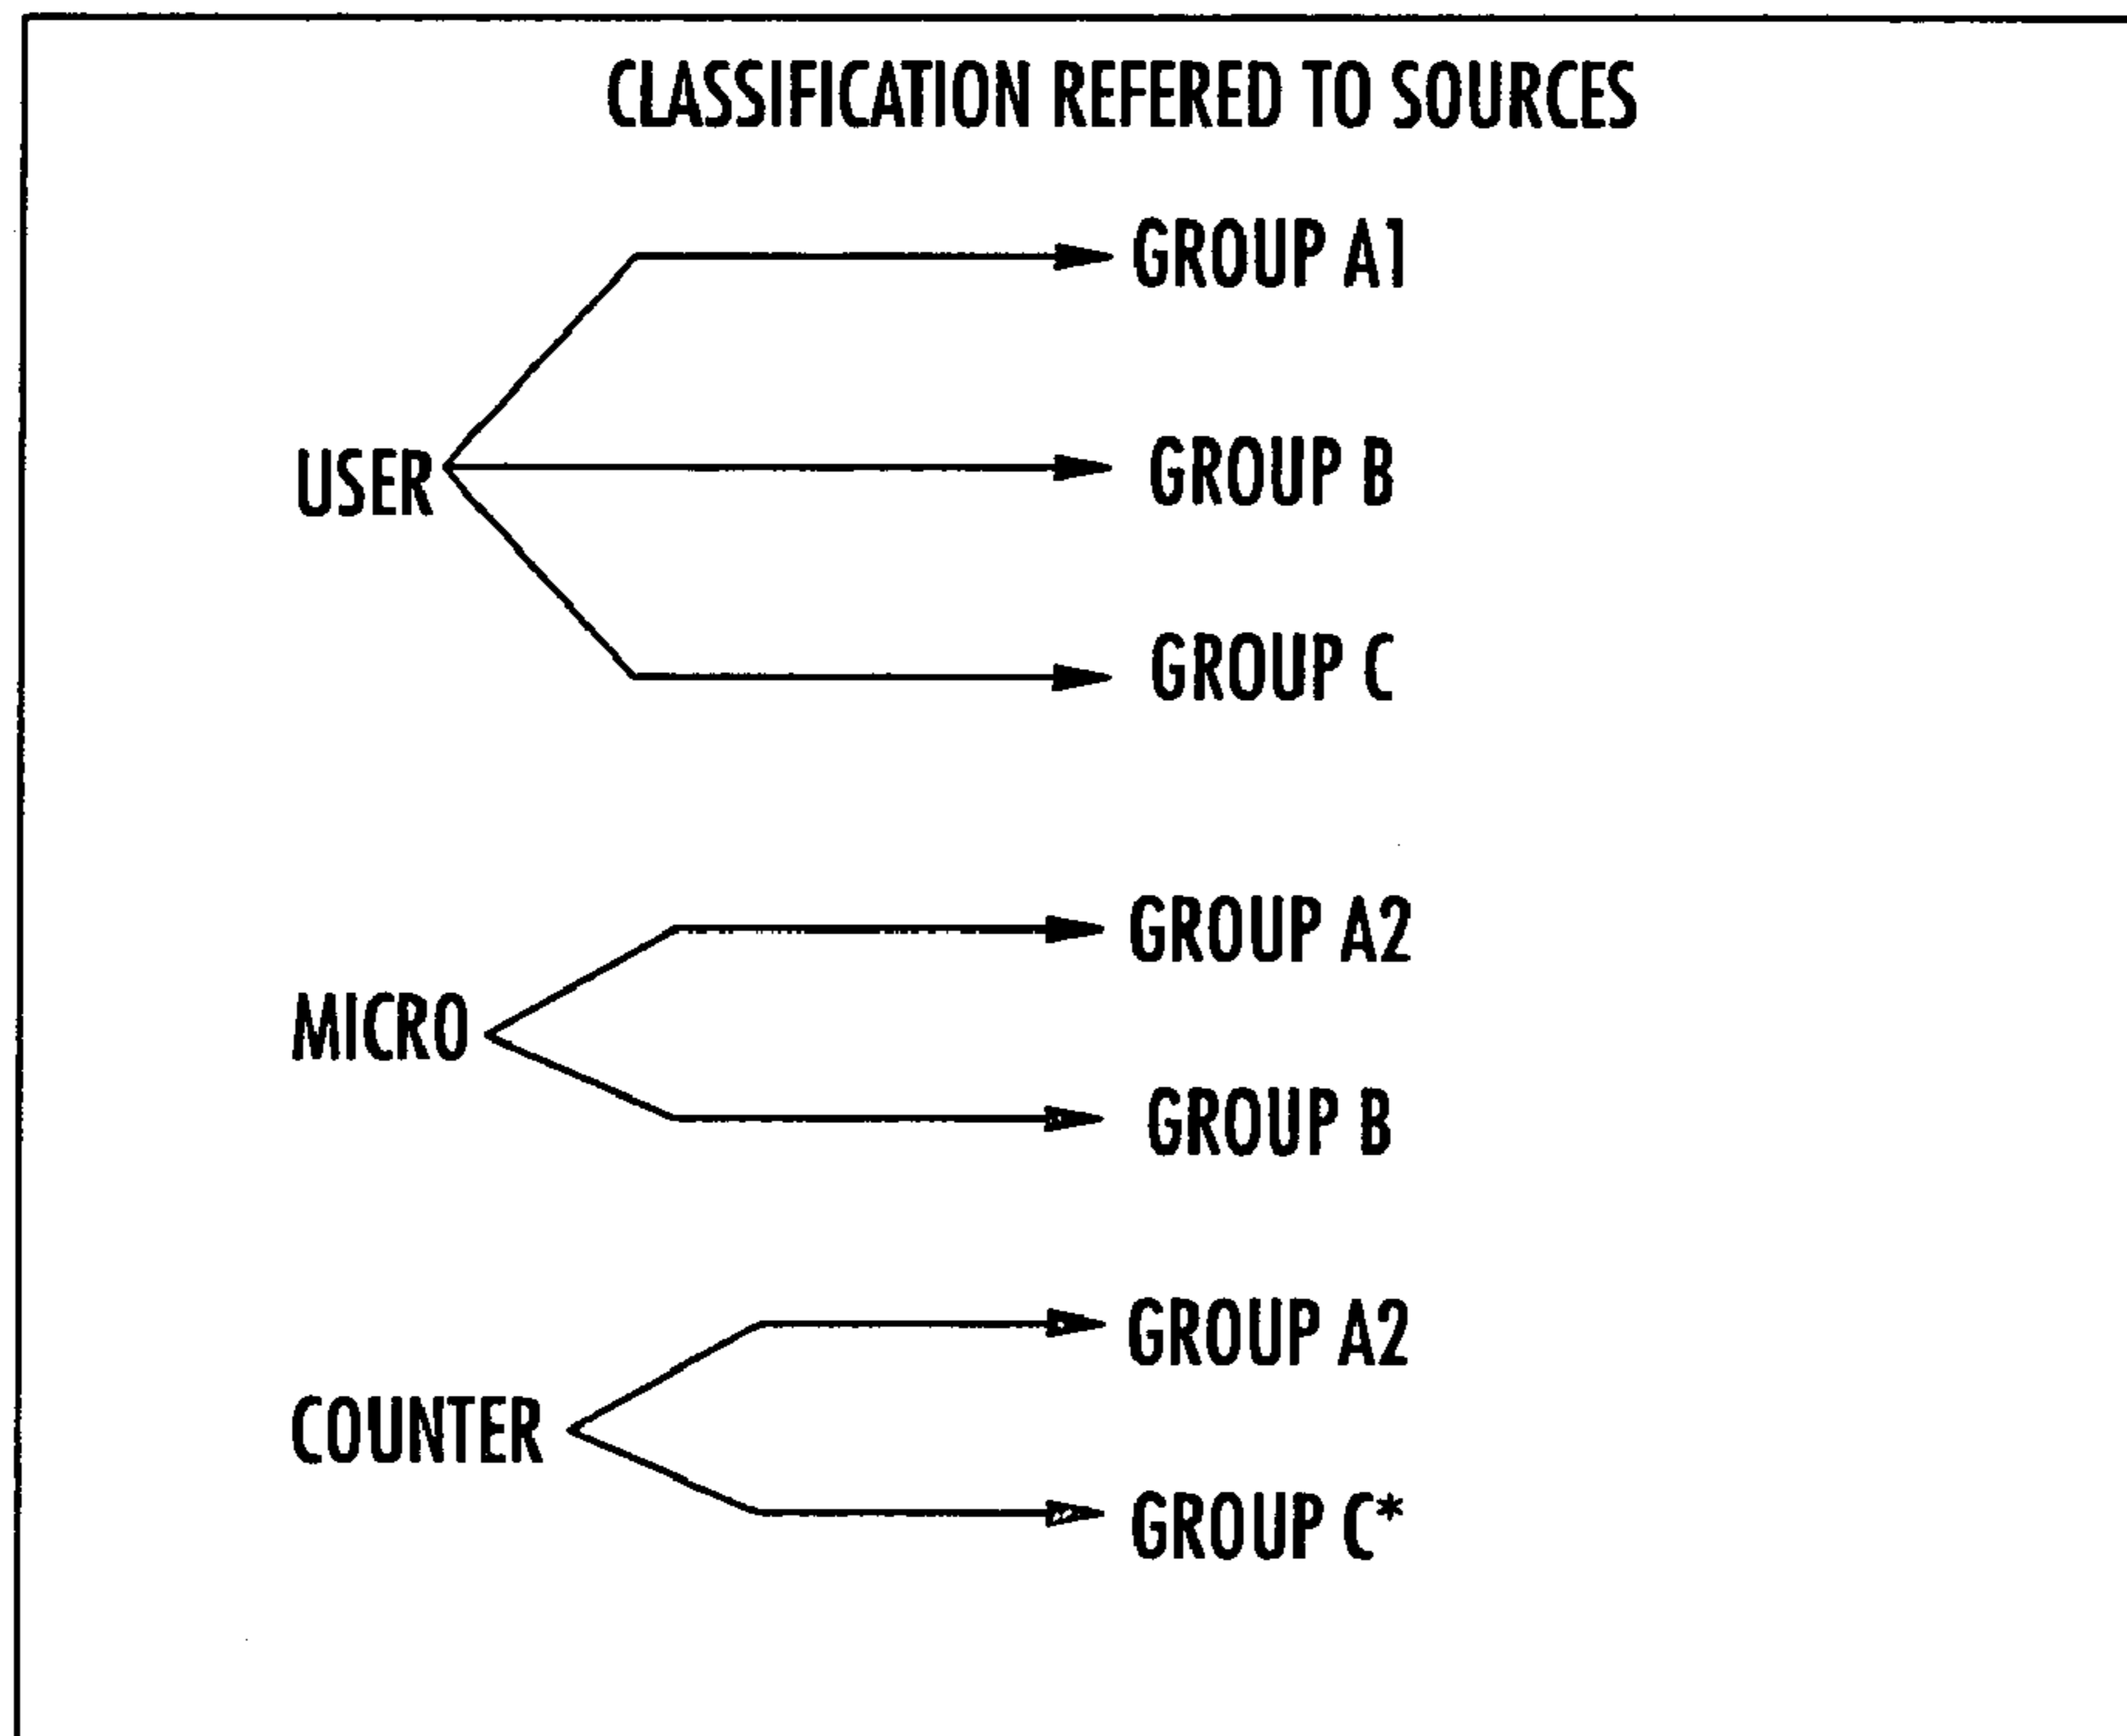 CLASSIFICATION REFERED TO SOURCES
GROUP A1
USER
GROUP B
GROUP C
GROUP A2
MICRO
GROUP B
GROUP A2
COUNTER
GROUP C*